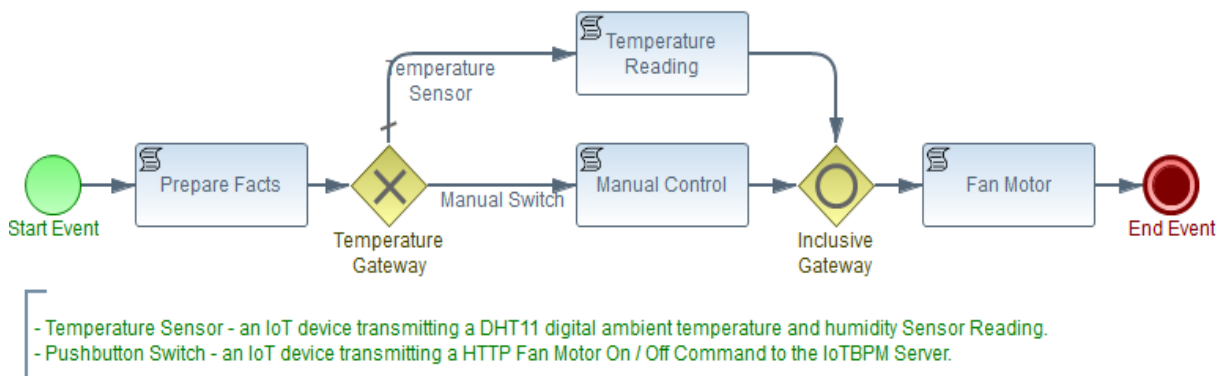 Temperature
Reading
Temperature
Sensor
Prepare Facts
Manual Control
Fan Motor
Manual Switch
Start Event
Temperature
Gateway
Inclusive
Gateway
End Event
- Temperature Sensor - an IoT device transmitting a DHT11 digital ambient temperature and humidity Sensor Reading.
- Pushbutton Switch - an IoT device transmitting a HTTP Fan Motor On / Off Command to the IoTBPM Server.